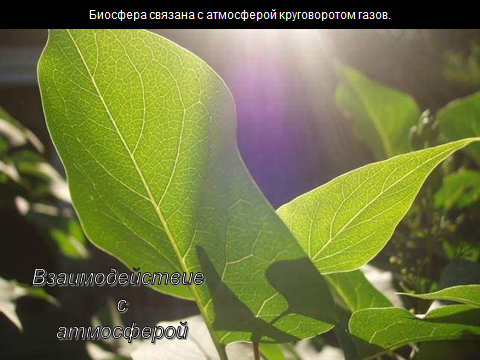 Биосфера связана с атмосферой круговоротом газов.
Взаимодействие
с
атмосферой